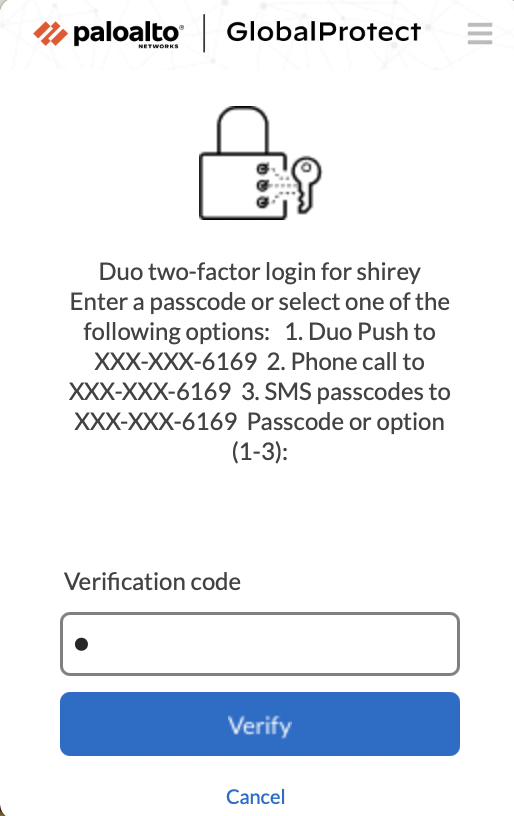 paloalto®
NETWORKS
GlobalProtect
Duo two-factor login for shirey
Enter a passcode or select one of the
following options:   1. Duo Push to
XXX-XXX-6169  2. Phone call to
XXX-XXX-6169  3. SMS passcodes to
XXX-XXX-6169  Passcode or option
(1-3):
Verification code
Verify
Cancel